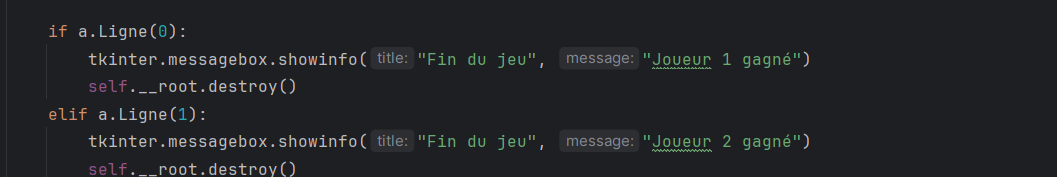 if a.Ligne(0):
tkinter.messagebox.showinfo(title: "Fin du jeu", message: "Joueur 1 gagné")
self.__root.destroy()
elif a.Ligne(1):
tkinter.messagebox.showinfo(title: "Fin du jeu", message: "Joueur 2 gagné")
self.__root.destroy()